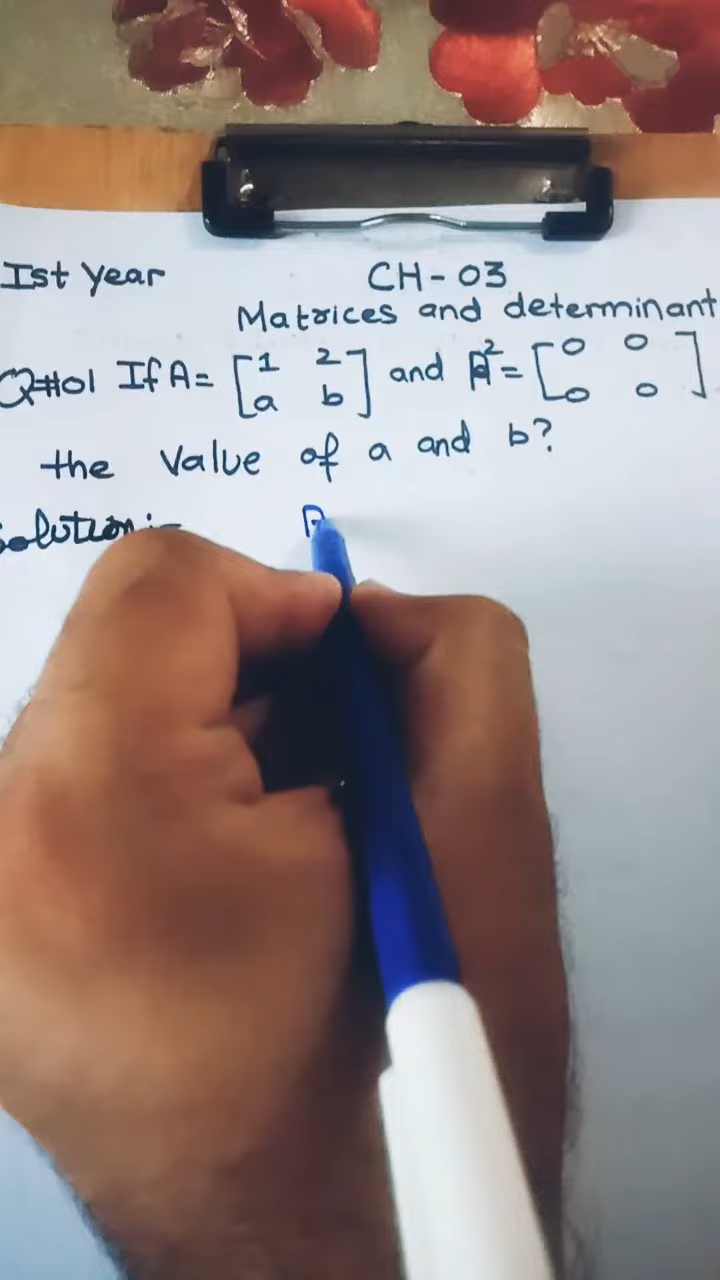 Ist year CH-03
Matrices and determinant
Q#01 If A = [1 2 a b] and A² = [0 0 0 0]
the value of a and b?
Solution:-
A